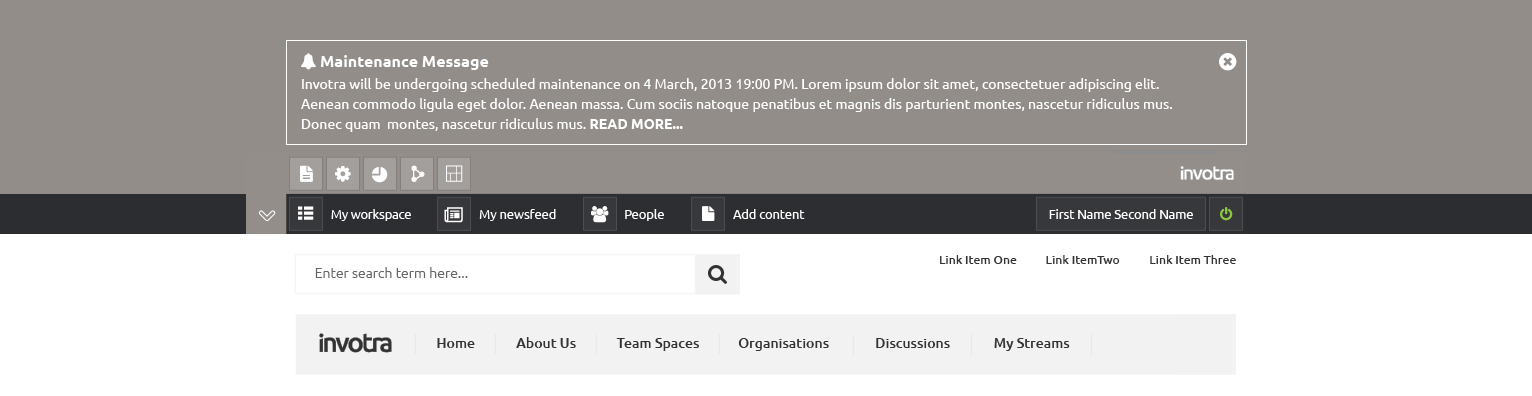 Maintenance Message
Invotra will be undergoing scheduled maintenance on 4 March, 2013 19:00 PM. Lorem ipsum dolor sit amet, consectetuer adipiscing elit.
Aenean commodo ligula eget dolor. Aenean massa. Cum sociis natoque penatibus et magnis dis parturient montes, nascetur ridiculus mus.
Donec quam  montes, nascetur ridiculus mus. READ MORE...
invotra
My workspace
My newsfeed
People
Add content
First Name Second Name
Enter search term here...
Link Item One
Link ItemTwo
Link Item Three
invotra
Home
About Us
Team Spaces
Organisations
Discussions
My Streams